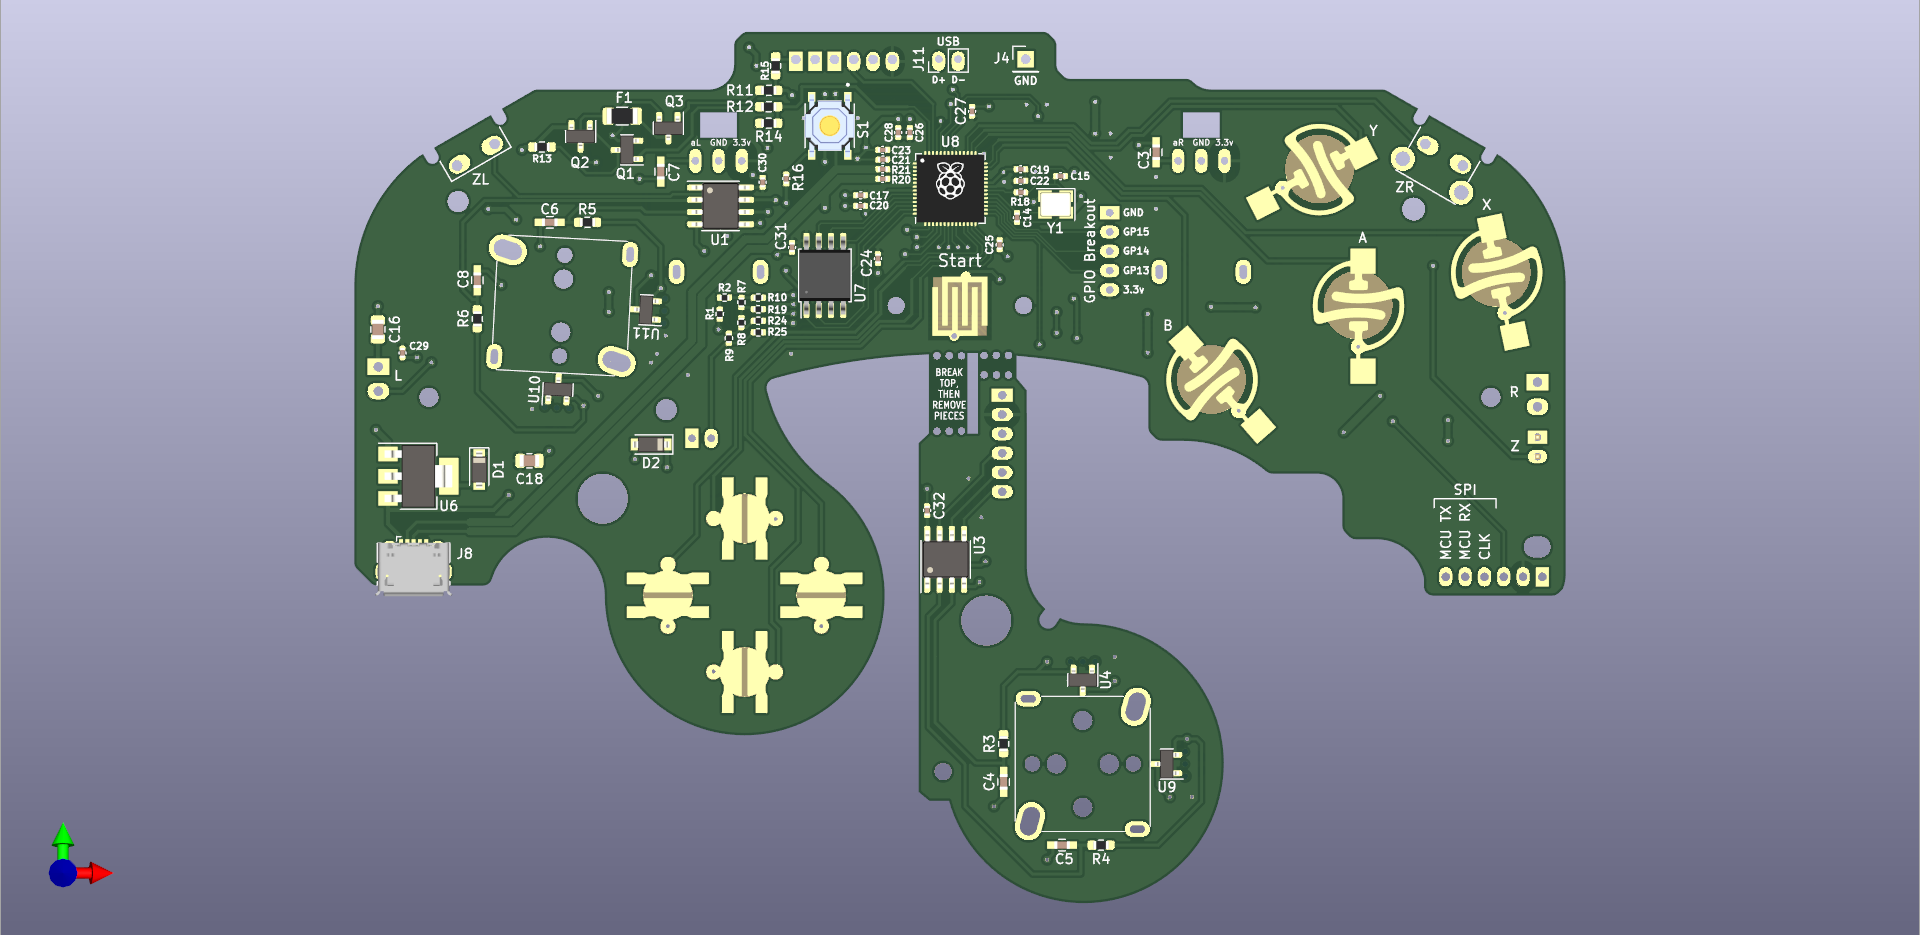 USB
J11
D+ D-
J4
GND
R15
R11
R12
R14
F1
Q3
Q2
Q1
C7
R13
ZL
aL GND 3.3v
C30
R16
S1
C27
C28
C26
C23
C21
R21
R20
C17
C20
U8
C19
C22
R18
C14
C15
Y1
C25
C3
aR GND 3.3v
Y
ZR
X
A
B
GPIO Breakout
GND
GP15
GP14
GP13
3.3v
C6
R5
U1
C31
C24
U7
Start
C8
R6
U11
R2
R7
R1
R8
R9
R10
R19
R24
R25
C16
C29
L
U10
BREAK
TOP,
THEN
REMOVE
PIECES
R
Z
D2
D1
C18
U6
J8
C32
U3
SPI
MCU TX
MCU RX
CLK
U4
R3
C4
U9
C5
R4